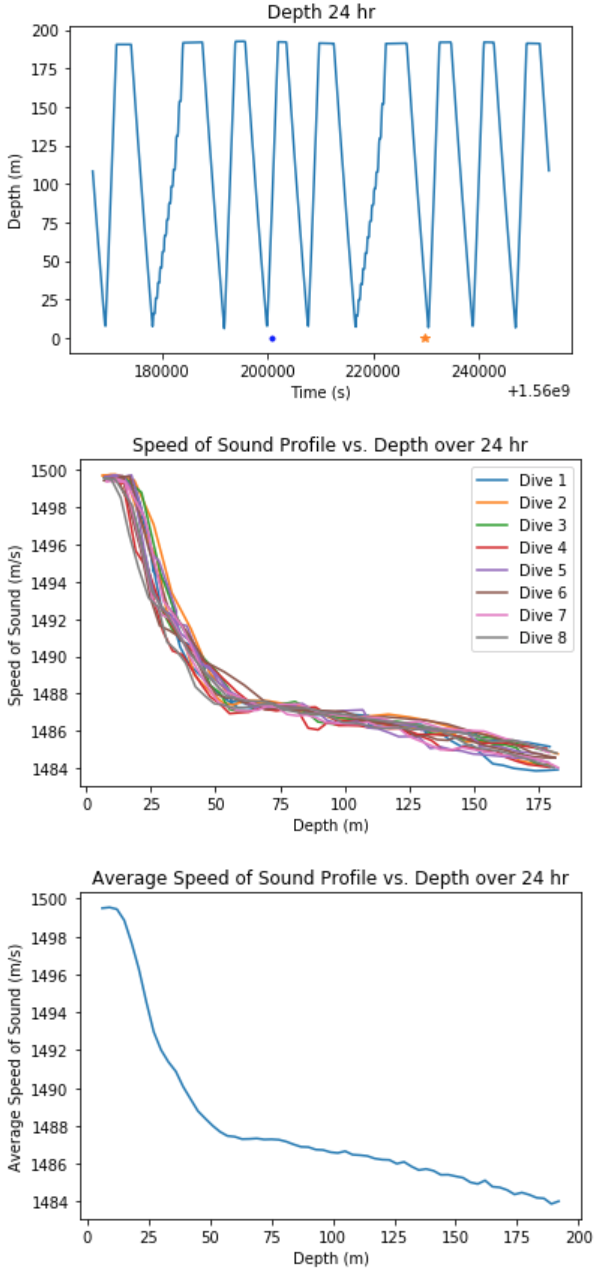 Depth 24 hr
200
175
150
125
100
75
50
25
0
Depth (m)
180000 200000 220000 240000
Time (s)
+1.56e9
Speed of Sound Profile vs. Depth over 24 hr
1500
1498
1496
1494
1492
1490
1488
1486
1484
Speed of Sound (m/s)
Dive 1
Dive 2
Dive 3
Dive 4
Dive 5
Dive 6
Dive 7
Dive 8
0 25 50 75 100 125 150 175
Depth (m)
Average Speed of Sound Profile vs. Depth over 24 hr
1500
1498
1496
1494
1492
1490
1488
1486
1484
Average Speed of Sound (m/s)
0 25 50 75 100 125 150 175 200
Depth (m)